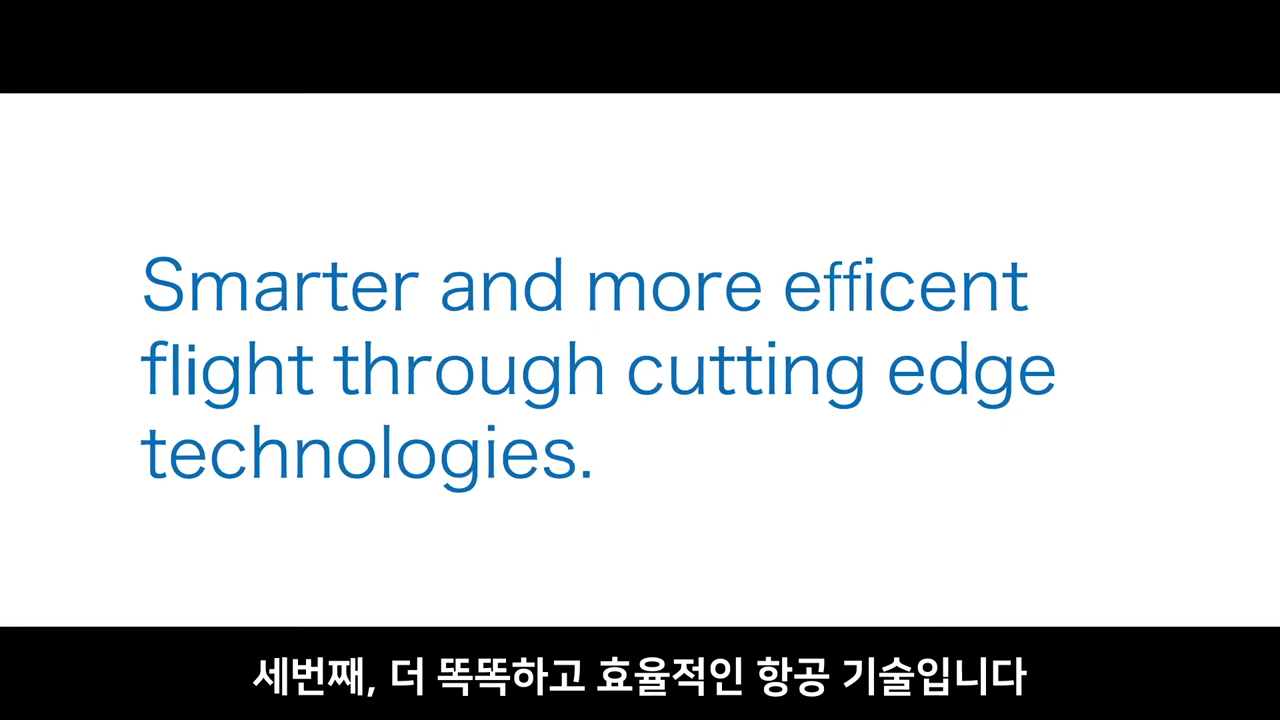 Smarter and more efficent
flight through cutting edge
technologies.
세번째, 더 똑똑하고 효율적인 항공 기술입니다